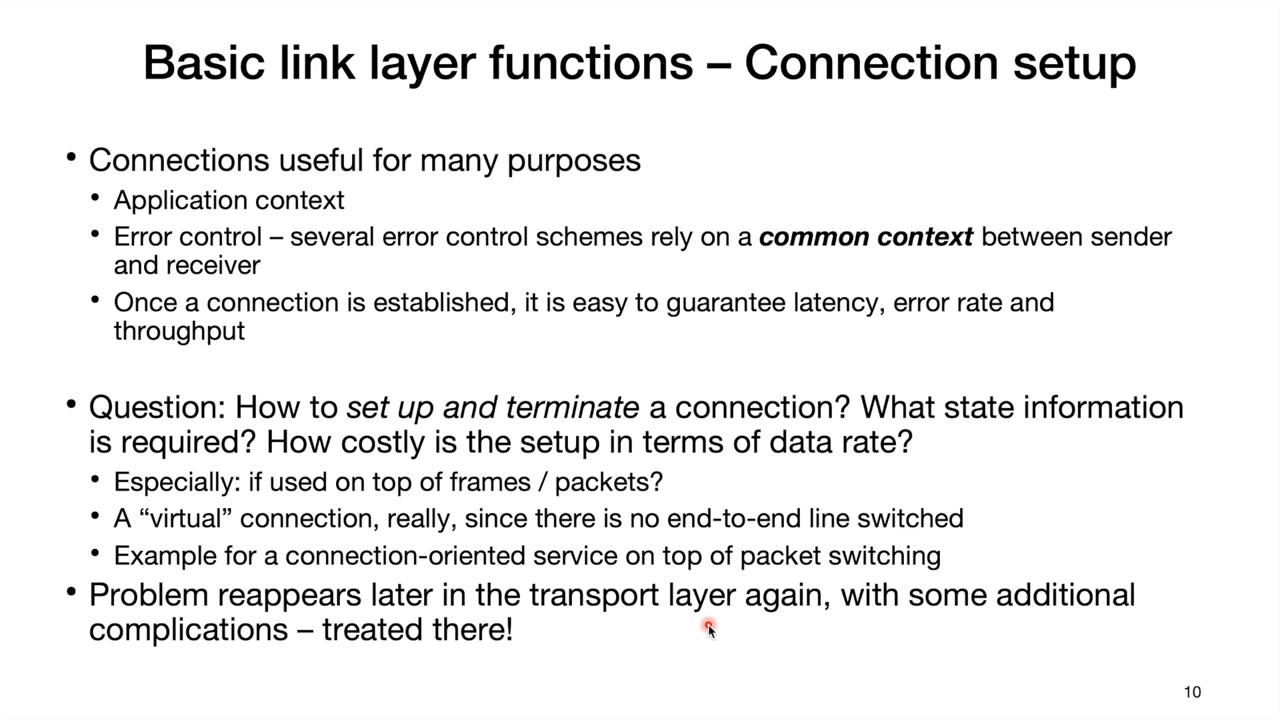 Basic link layer functions – Connection setup
• Connections useful for many purposes
• Application context
• Error control – several error control schemes rely on a common context between sender
and receiver
• Once a connection is established, it is easy to guarantee latency, error rate and
throughput
• Question: How to set up and terminate a connection? What state information
is required? How costly is the setup in terms of data rate?
• Especially: if used on top of frames / packets?
• A “virtual” connection, really, since there is no end-to-end line switched
• Example for a connection-oriented service on top of packet switching
• Problem reappears later in the transport layer again, with some additional
complications – treated there!
10